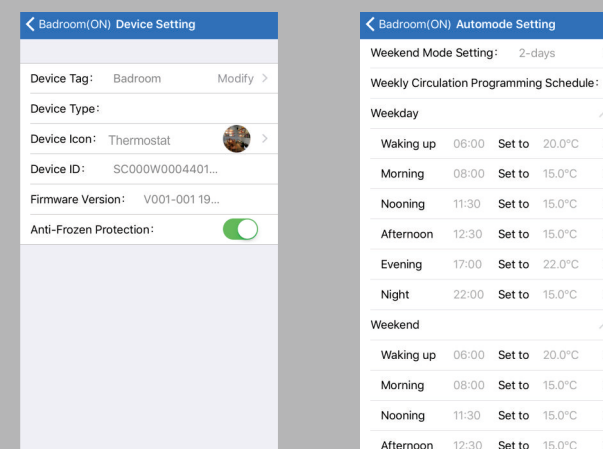 Badroom(ON) Device Setting
Device Tag: Badroom Modify
Device Type:
Device Icon: Thermostat
Device ID: SC000W0004401...
Firmware Version: V001-001 19...
Anti-Frozen Protection:
Badroom(ON) Automode Setting
Weekend Mode Setting: 2-days
Weekly Circulation Programming Schedule:
Weekday
Waking up 06:00 Set to 20.0°C
Morning 08:00 Set to 15.0°C
Nooning 11:30 Set to 15.0°C
Afternoon 12:30 Set to 15.0°C
Evening 17:00 Set to 22.0°C
Night 22:00 Set to 15.0°C
Weekend
Waking up 06:00 Set to 20.0°C
Morning 08:00 Set to 15.0°C
Nooning 11:30 Set to 15.0°C
Afternoon 12:30 Set to 15.0°C